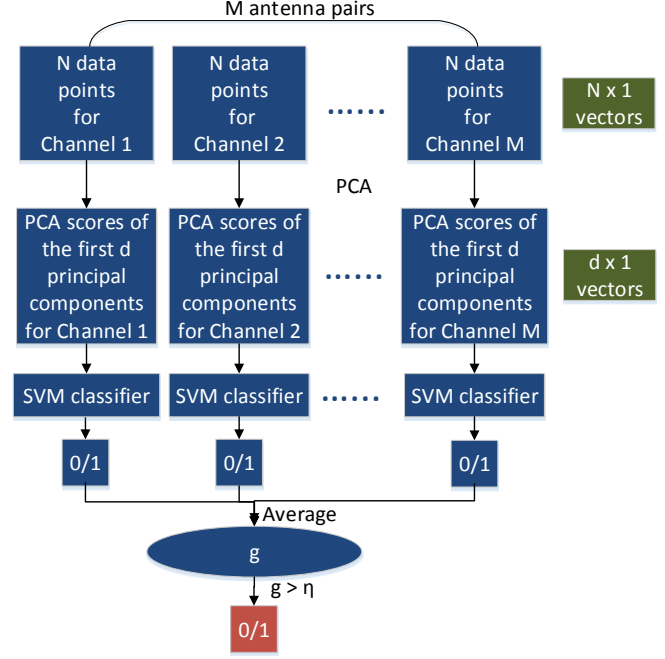 M antenna pairs
N data
points
for
Channel 1
N data
points
for
Channel 2
......
N data
points
for
Channel M
N x 1
vectors
PCA
PCA scores of
the first d
principal
components
for Channel 1
PCA scores of
the first d
principal
components
for Channel 2
......
PCA scores of
the first d
principal
components
for Channel M
d x 1
vectors
SVM classifier
SVM classifier
......
SVM classifier
0/1
0/1
0/1
Average
g
g > η
0/1